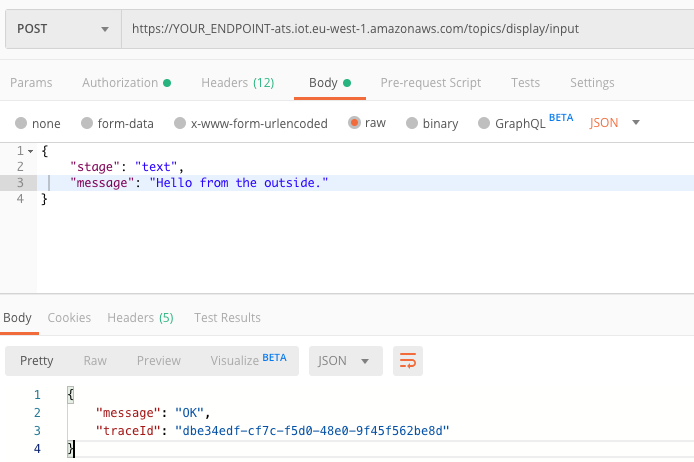 POST https://YOUR_ENDPOINT-ats.iot.eu-west-1.amazonaws.com/topics/display/input
Params Authorization Headers (12) Body Pre-request Script Tests Settings
none form-data x-www-form-urlencoded raw binary GraphQL BETA JSON
1 {
2 "stage": "text",
3 "message": "Hello from the outside."
4 }
Body Cookies Headers (5) Test Results
Pretty Raw Preview Visualize BETA JSON
1 {
2 "message": "OK",
3 "traceId": "dbe34edf-cf7c-f5d0-48e0-9f45f562be8d"
4 }